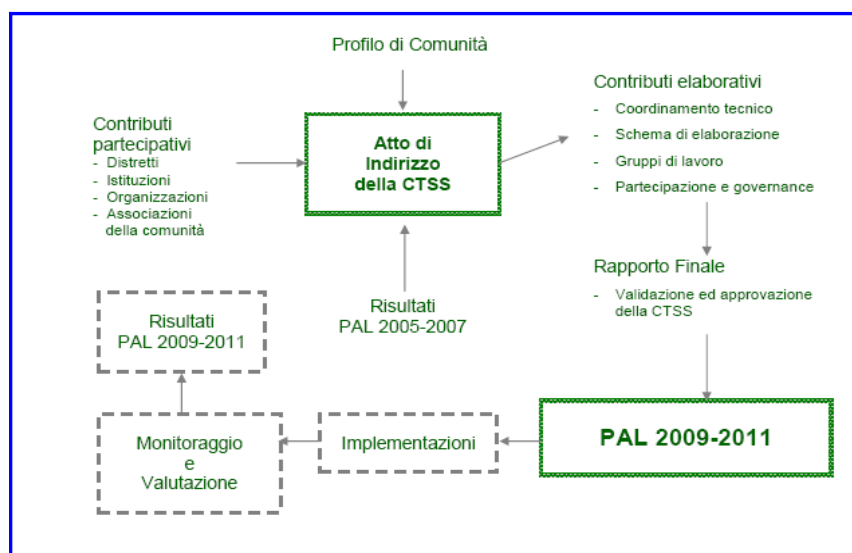 Profilo di Comunità
Contributi
partecipativi
- Distretti
- Istituzioni
- Organizzazioni
- Associazioni
della comunità
Atto di
Indirizzo
della CTSS
Contributi elaborativi
- Coordinamento tecnico
- Schema di elaborazione
- Gruppi di lavoro
- Partecipazione e governance
Risultati
PAL 2005-2007
Rapporto Finale
- Validazione ed approvazione
della CTSS
PAL 2009-2011
Implementazioni
Monitoraggio
e
Valutazione
Risultati
PAL 2009-2011